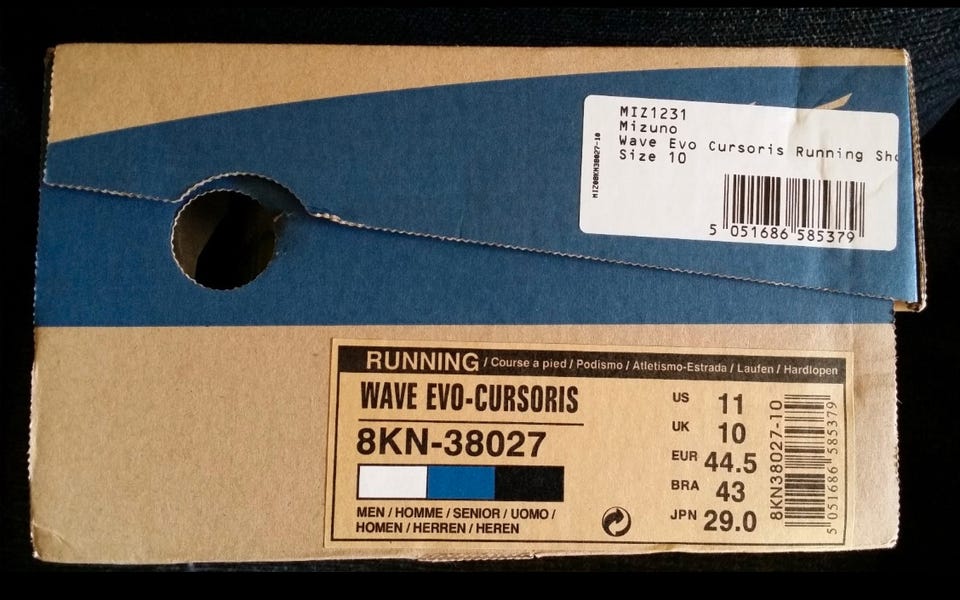 MIZ1231
Mizuno
Wave Evo Cursoris Running Sho
Size 10
MIZ08KN38027-10
5 051686 585379
RUNNING / Course a pied / Podismo / Atletismo-Estrada / Laufen / Hardlopen
WAVE EVO-CURSORIS
8KN-38027
MEN / HOMME / SENIOR / UOMO /
HOMEN / HERREN / HEREN
US 11
UK 10
EUR 44.5
BRA 43
JPN 29.0
8KN38027-10
5 051686 585379